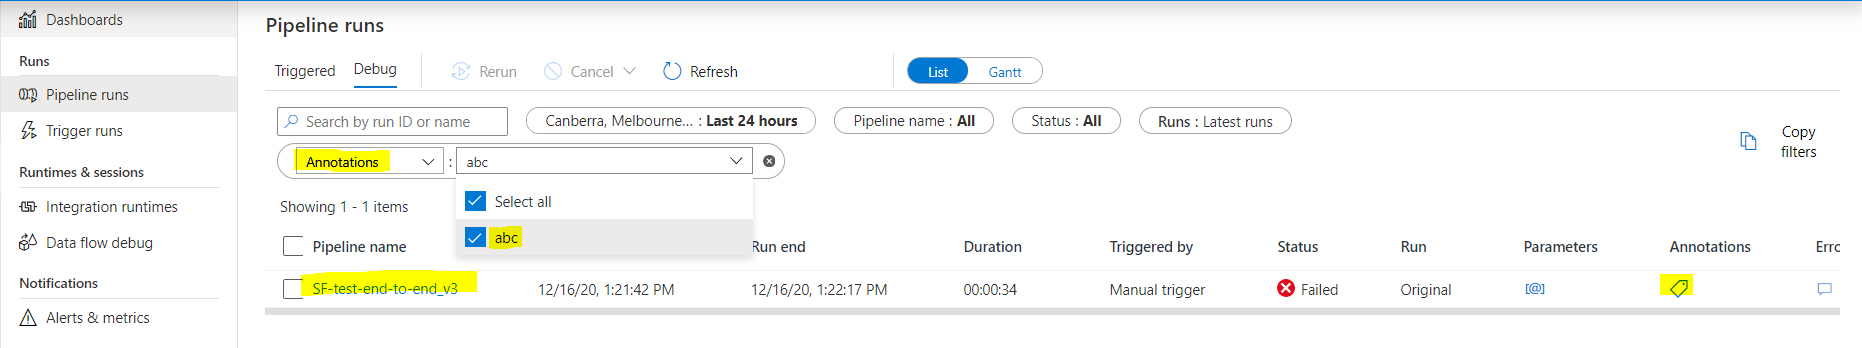 Dashboards
Runs
Pipeline runs
Trigger runs
Runtimes & sessions
Integration runtimes
Data flow debug
Notifications
Alerts & metrics
Pipeline runs
Triggered Debug Rerun Cancel Refresh List Gantt
Search by run ID or name Canberra, Melbourne... : Last 24 hours Pipeline name : All Status : All Runs : Latest runs
Copy
filters
Annotations : abc
Select all
abc
Showing 1 - 1 items
Pipeline name Run end Duration Triggered by Status Run Parameters Annotations Erro
SF-test-end-to-end_v3 12/16/20, 1:21:42 PM 12/16/20, 1:22:17 PM 00:00:34 Manual trigger Failed Original [@]